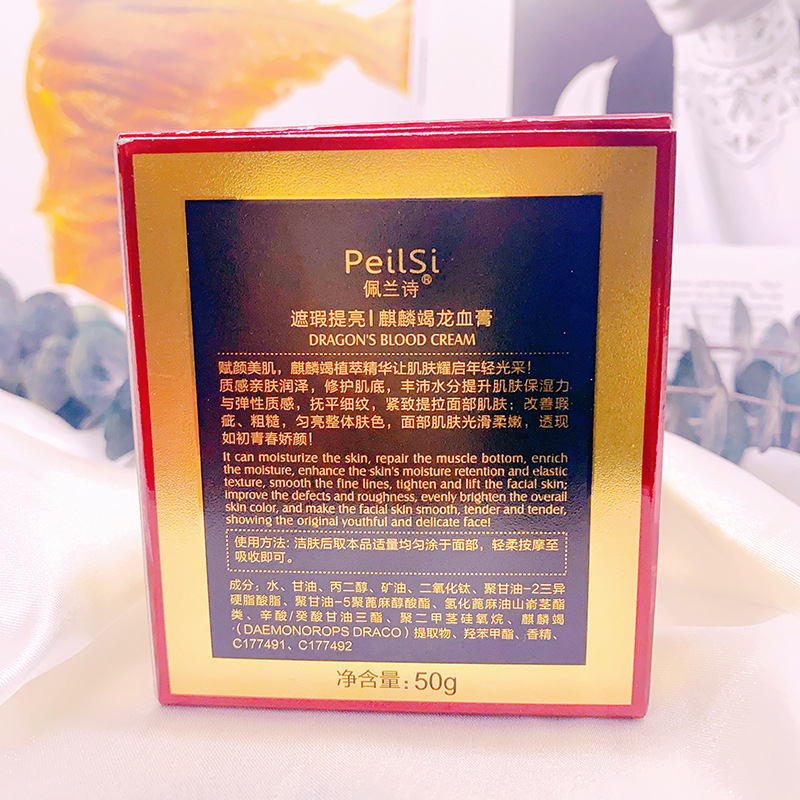 PeilSi
佩兰诗®
遮瑕提亮|麒麟竭龙血膏
DRAGON'S BLOOD CREAM
赋颜美肌，麒麟竭植萃精华让肌肤耀启年轻光采！
质感亲肤润泽，修护肌底，丰沛水分提升肌肤保湿力
与弹性质感，抚平细纹，紧致提拉面部肌肤；改善瑕
疵、粗糙，匀亮整体肤色，面部肌肤光滑柔嫩，透现
如初青春娇颜！
It can moisturize the skin, repair the muscle bottom, enrich
the moisture, enhance the skin's moisture retention and elastic
texture, smooth the fine lines, tighten and lift the facial skin;
improve the defects and roughness, evenly brighten the overall
skin color, and make the facial skin smooth, tender and tender,
showing the original youthful and delicate face!
使用方法：洁肤后取本品适量均匀涂于面部，轻柔按摩至
吸收即可。
成分：水、甘油、丙二醇、矿油、二氧化钛、聚甘油-2三异
硬脂酸酯、聚甘油-5聚蓖麻醇酸酯、氢化蓖麻油山嵛茎酯
类、辛酸/癸酸甘油三酯、聚二甲茎硅氧烷、麒麟竭
（DAEMONOROPS DRACO）提取物、羟苯甲酯、香精、
C177491、C177492
净含量：50g